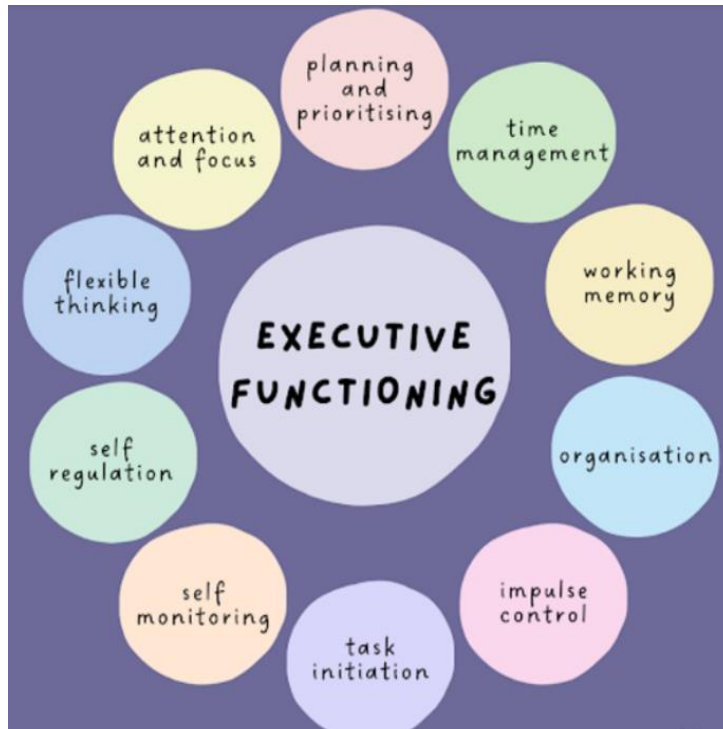 planning
and
prioritising
time
management
working
memory
organisation
impulse
control
task
initiation
self
monitoring
self
regulation
flexible
thinking
attention
and focus
EXECUTIVE
FUNCTIONING